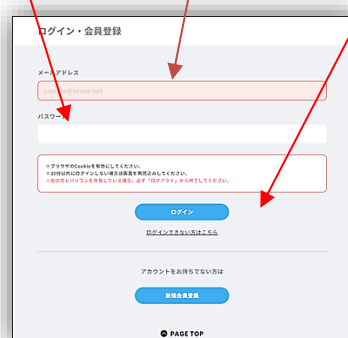 ログイン・会員登録
メールアドレス
sample@ucaro.net
パスワード
※ブラウザのCookieを有効にしてください。
※30分以内にログインしない場合は画面を再読込みしてください。
※他の方とパソコンを共有している場合、必ず「ログアウト」から終了してください。
ログイン
ログインできない方はこちら
アカウントをお持ちでない方は
新規会員登録
PAGE TOP